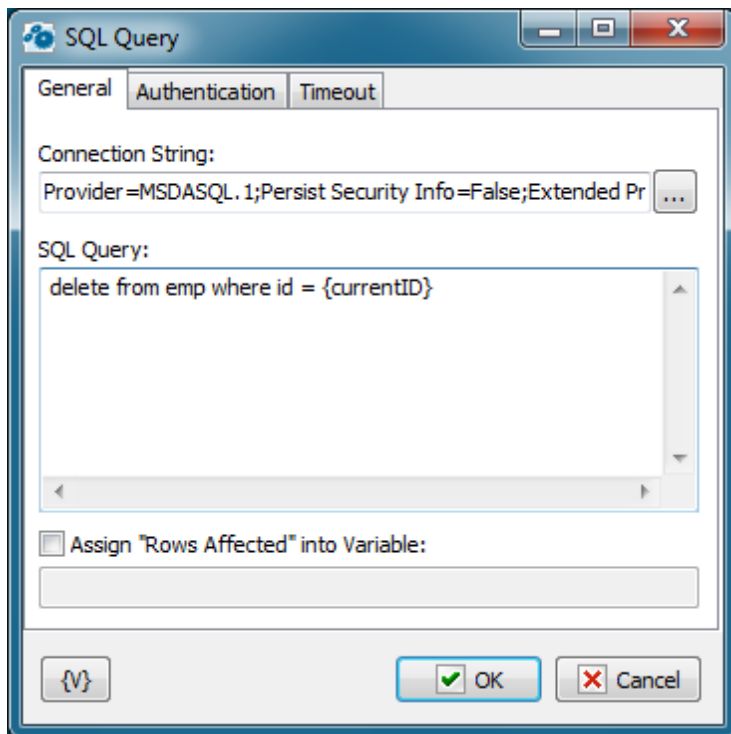 SQL Query
General Authentication Timeout
Connection String:
Provider=MSDASQL.1;Persist Security Info=False;Extended Pr ...
SQL Query:
delete from emp where id = {currentID}
Assign "Rows Affected" into Variable:
{V} OK Cancel